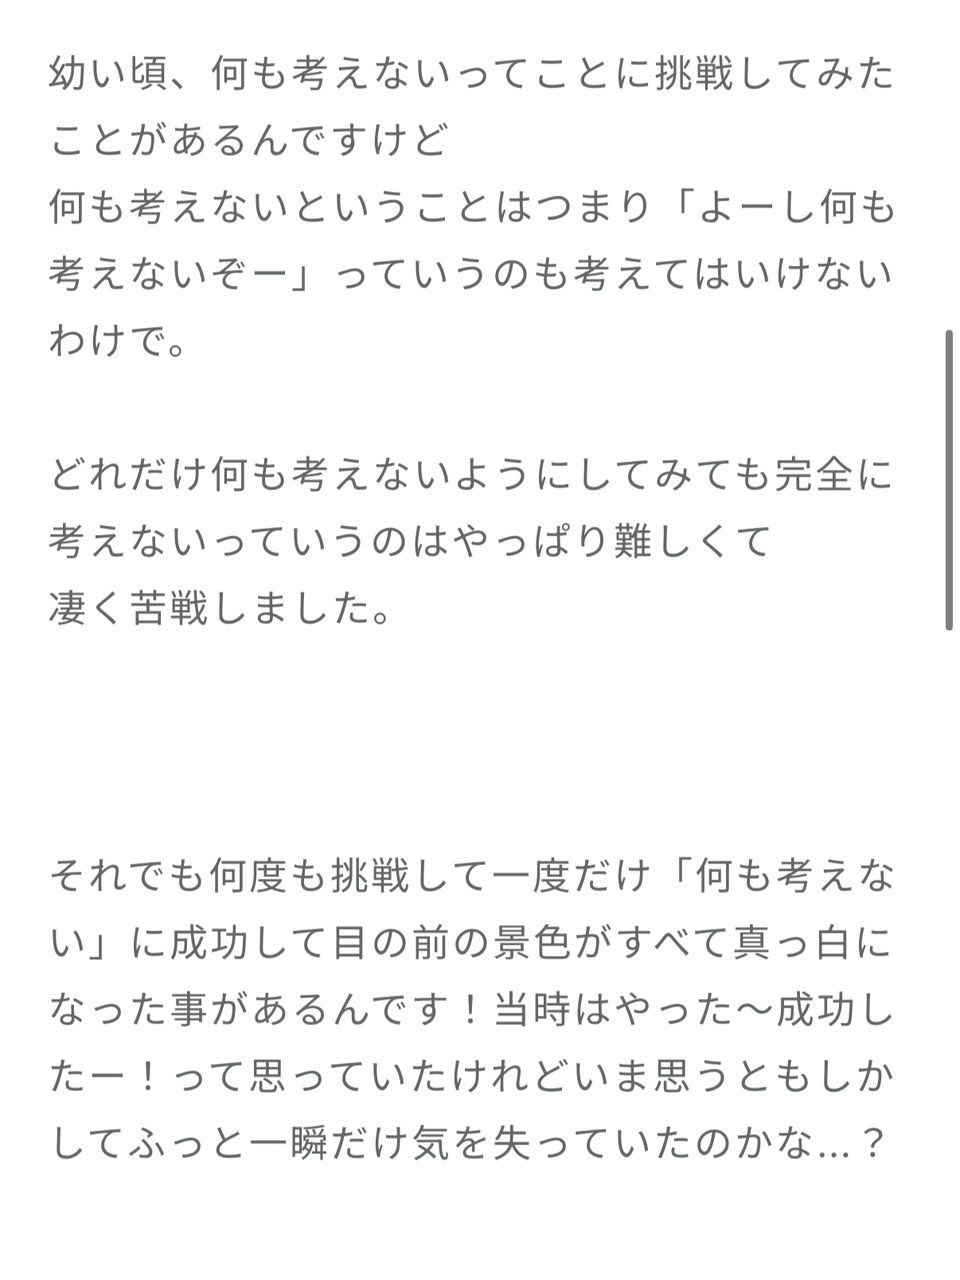 幼い頃、何も考えないってことに挑戦してみた
ことがあるんですけど
何も考えないということはつまり「よーし何も
考えないぞー」っていうのも考えてはいけない
わけで。
どれだけ何も考えないようにしてみても完全に
考えないっていうのはやっぱり難しくて
凄く苦戦しました。
それでも何度も挑戦して一度だけ「何も考えな
い」に成功して目の前の景色がすべて真っ白に
なった事があるんです！当時はやった〜成功し
たー！って思っていたけれどいま思うともしか
してふっと一瞬だけ気を失っていたのかな...？